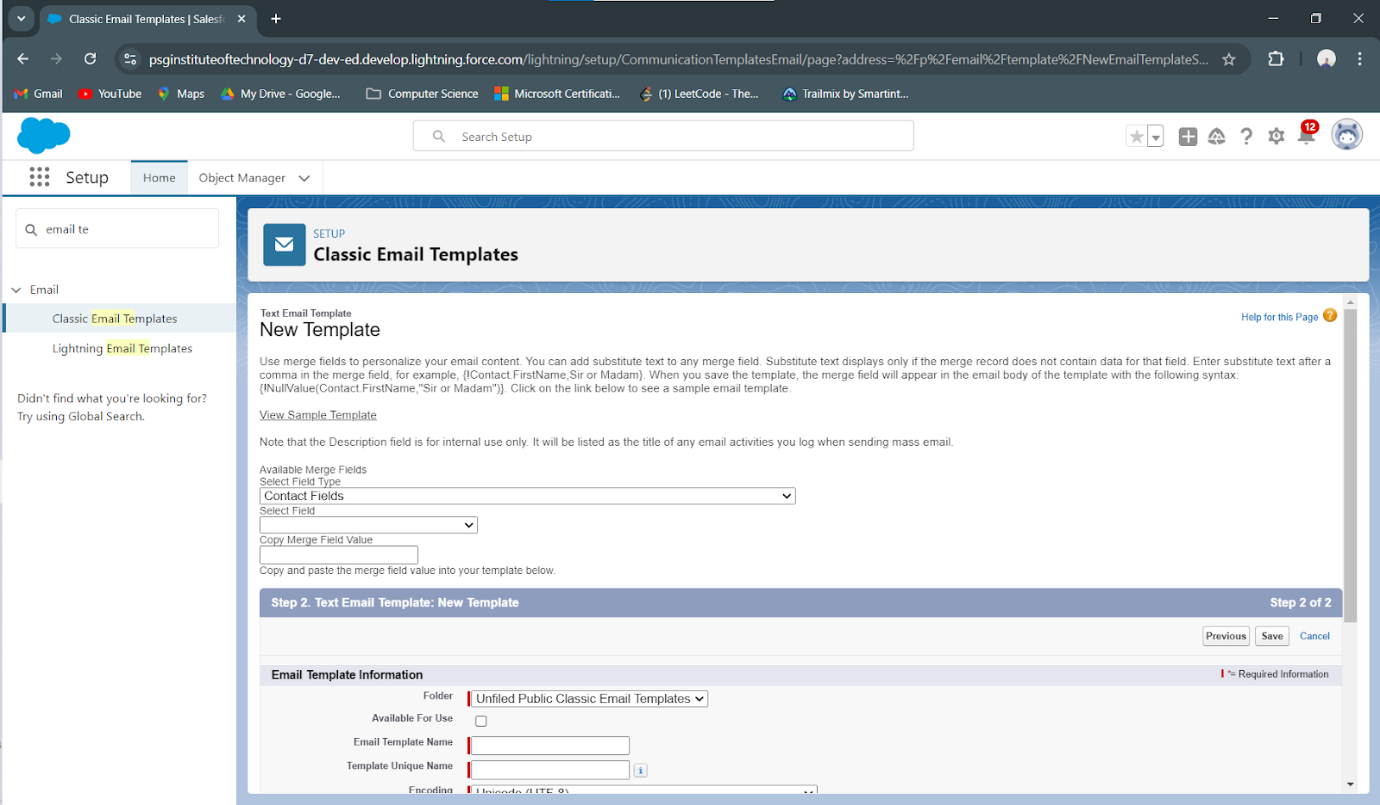 Classic Email Templates | Salesf
psginstituteoftechnology-d7-dev-ed.develop.lightning.force.com/lightning/setup/CommunicationTemplatesEmail/page?address=%2Fp%2Femail%2Ftemplate%2FNewEmailTemplateS...
Gmail YouTube Maps My Drive - Google... Computer Science Microsoft Certificati... (1) LeetCode - The... Trailmix by Smartint...
Search Setup
12
Setup Home Object Manager
email te
Email
Classic Email Templates
Lightning Email Templates
Didn't find what you're looking for?
Try using Global Search.
SETUP
Classic Email Templates
Text Email Template
New Template
Help for this Page ?
Use merge fields to personalize your email content. You can add substitute text to any merge field. Substitute text displays only if the merge record does not contain data for that field. Enter substitute text after a
comma in the merge field, for example, {!Contact.FirstName,Sir or Madam}. When you save the template, the merge field will appear in the email body of the template with the following syntax:
{!NullValue(Contact.FirstName,"Sir or Madam")}. Click on the link below to see a sample email template.
View Sample Template
Note that the Description field is for internal use only. It will be listed as the title of any email activities you log when sending mass email.
Available Merge Fields
Select Field Type
Contact Fields
Select Field
Copy Merge Field Value
Copy and paste the merge field value into your template below.
Step 2. Text Email Template: New Template Step 2 of 2
Previous Save Cancel
Email Template Information *= Required Information
Folder Unfiled Public Classic Email Templates
Available For Use
Email Template Name
Template Unique Name i
Encoding Unicode (UTF-8)